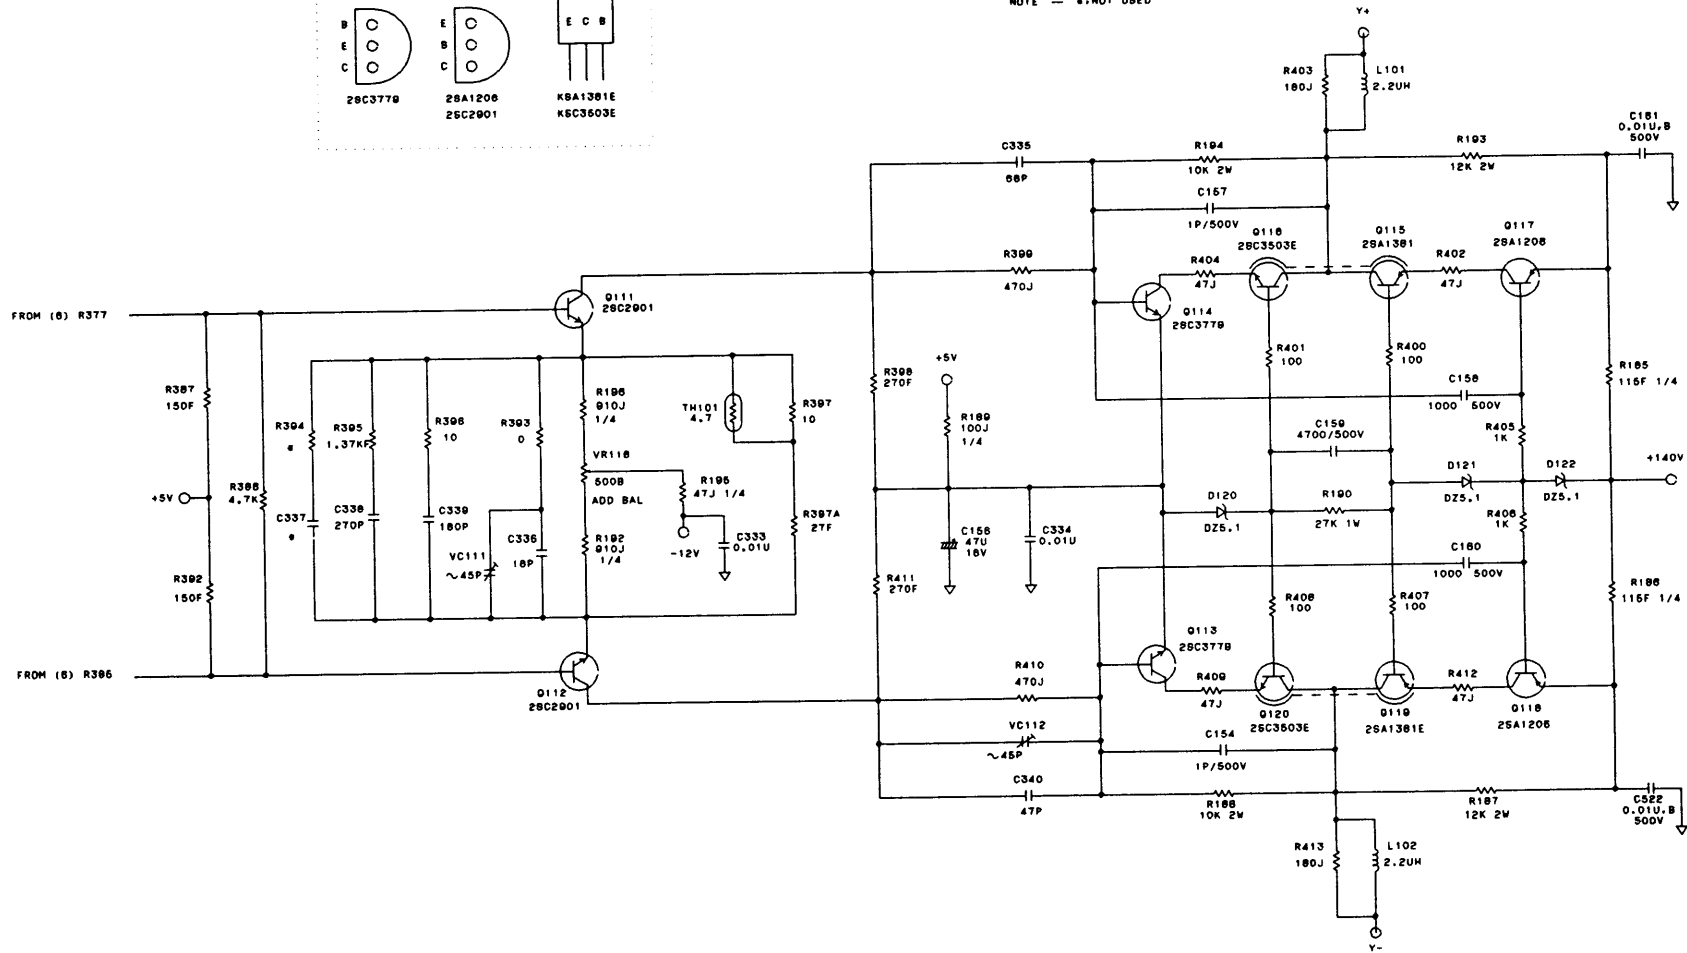 NOTE — *:NOT USED
B
E
C
E
B
C
E C B
2SC3779
2SA1206
2SC2901
KSA1381E
KSC3503E
Y+
R403
180J
L101
2.2UH
C161
0.01U,B
500V
C335
68P
R194
10K 2W
R193
12K 2W
C157
1P/500V
Q116
2SC3503E
Q115
2SA1381
Q117
2SA1206
R399
470J
R404
47J
R402
47J
Q111
2SC2901
FROM (6) R377
Q114
2SC3779
+5V
R401
100
R400
100
R398
270F
R185
115F 1/4
R387
150F
R394
*
R395
1.37KF
R396
10
R393
0
R196
910J
1/4
TH101
4.7
R397
10
R189
100J
1/4
C158
1000 500V
C159
4700/500V
R405
1K
VR116
500B
ADD BAL
R195
47J 1/4
+5V
R388
4.7K
D121
DZ5.1
D122
DZ5.1
+140V
D120
DZ5.1
R190
27K 1W
R406
1K
C337
*
C338
270P
C339
180P
VC111
~45P
C336
18P
R192
910J
1/4
-12V
C333
0.01U
R397A
27F
C156
47U
16V
C334
0.01U
C160
1000 500V
R392
150F
R411
270F
R408
100
R407
100
R186
115F 1/4
Q113
2SC3779
FROM (6) R386
Q112
2SC2901
R410
470J
R409
47J
R412
47J
VC112
~45P
Q120
2SC3503E
Q119
2SA1381E
Q118
2SA1206
C154
1P/500V
C340
47P
R188
10K 2W
R187
12K 2W
C522
0.01U,B
500V
R413
180J
L102
2.2UH
Y-